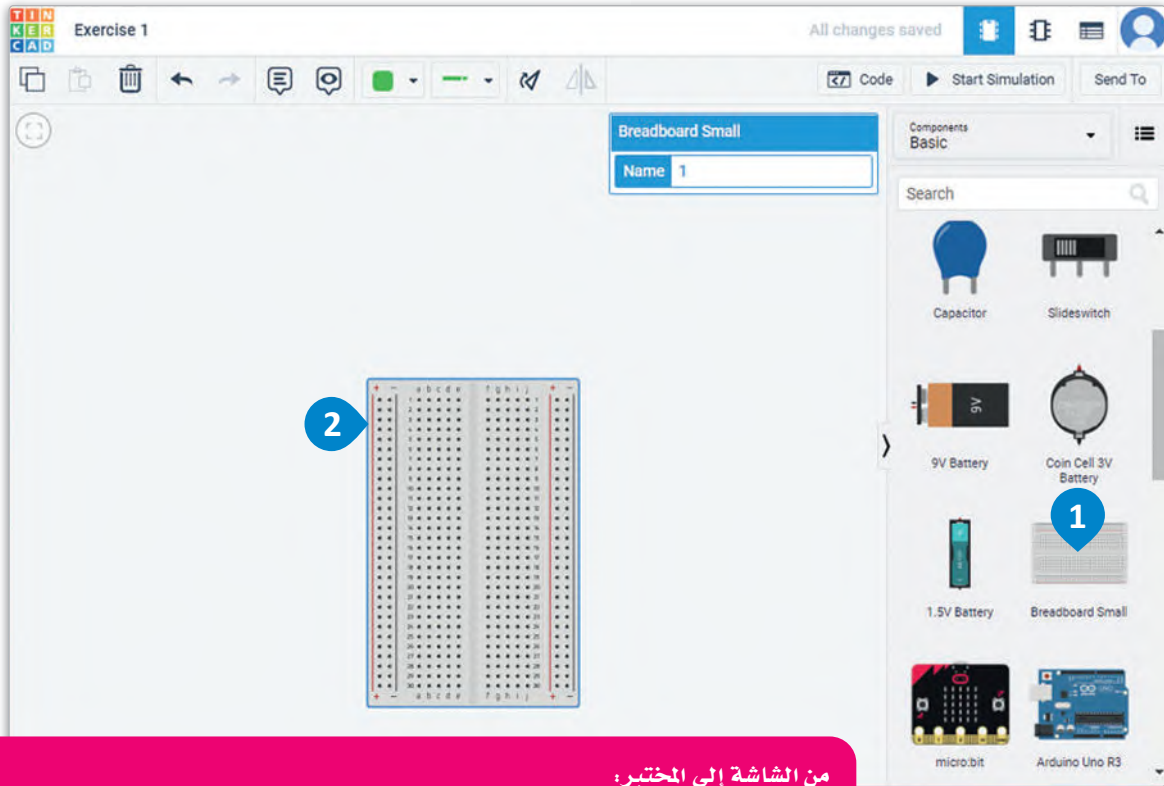 TIN
KER
CAD
Exercise 1
All changes saved
Code
Start Simulation
Send To
Breadboard Small
Name 1
Components
Basic
Search
Capacitor
Slideswitch
9V
9V Battery
Coin Cell 3V
Battery
1
1.5V Battery
Breadboard Small
2
+ − a b c d e f g h i j + −
+ − a b c d e f g h i j + −
micro:bit
Arduino Uno R3
من الشاشة إلى المختبر: